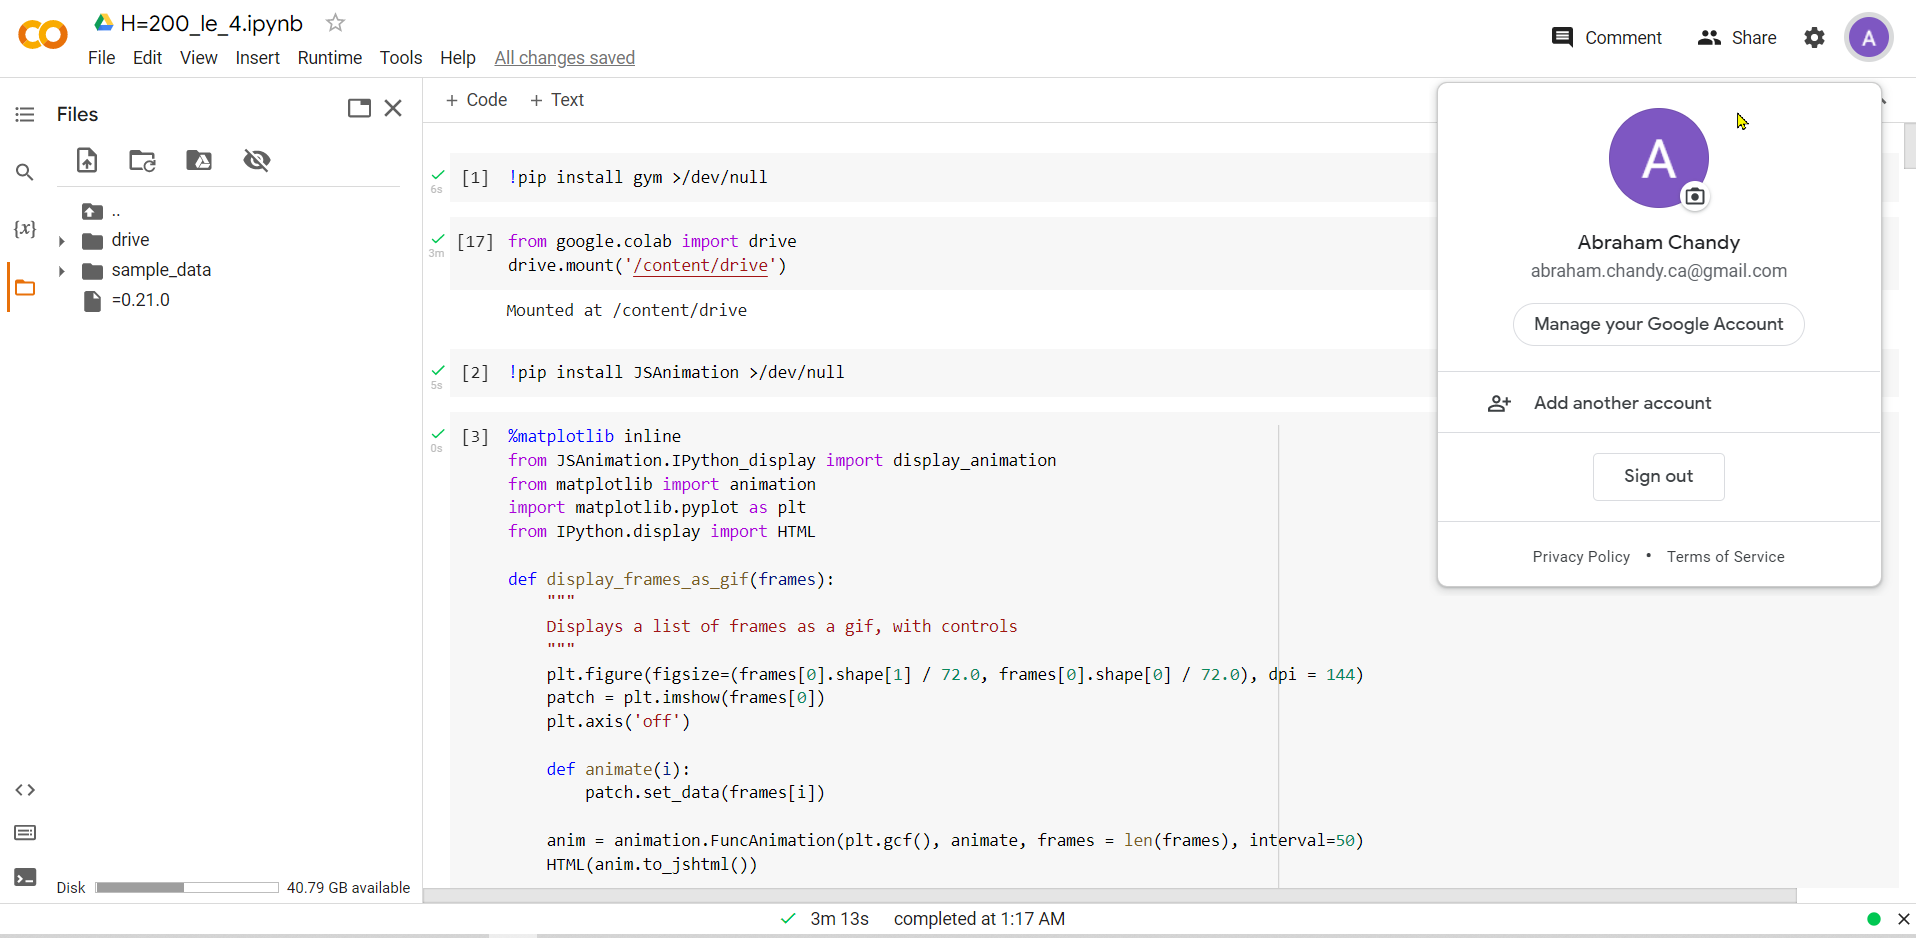 H=200_le_4.ipynb
File Edit View Insert Runtime Tools Help All changes saved
Comment Share A
Files
+ Code + Text
..
drive
sample_data
=0.21.0
Disk 40.79 GB available
6s [1] !pip install gym >/dev/null
3m [17] from google.colab import drive
drive.mount('/content/drive')
Mounted at /content/drive
5s [2] !pip install JSAnimation >/dev/null
0s [3] %matplotlib inline
from JSAnimation.IPython_display import display_animation
from matplotlib import animation
import matplotlib.pyplot as plt
from IPython.display import HTML
def display_frames_as_gif(frames):
"""
Displays a list of frames as a gif, with controls
"""
plt.figure(figsize=(frames[0].shape[1] / 72.0, frames[0].shape[0] / 72.0), dpi = 144)
patch = plt.imshow(frames[0])
plt.axis('off')
def animate(i):
patch.set_data(frames[i])
anim = animation.FuncAnimation(plt.gcf(), animate, frames = len(frames), interval=50)
HTML(anim.to_jshtml())
A
Abraham Chandy
abraham.chandy.ca@gmail.com
Manage your Google Account
Add another account
Sign out
Privacy Policy • Terms of Service
{x}
3m 13s completed at 1:17 AM